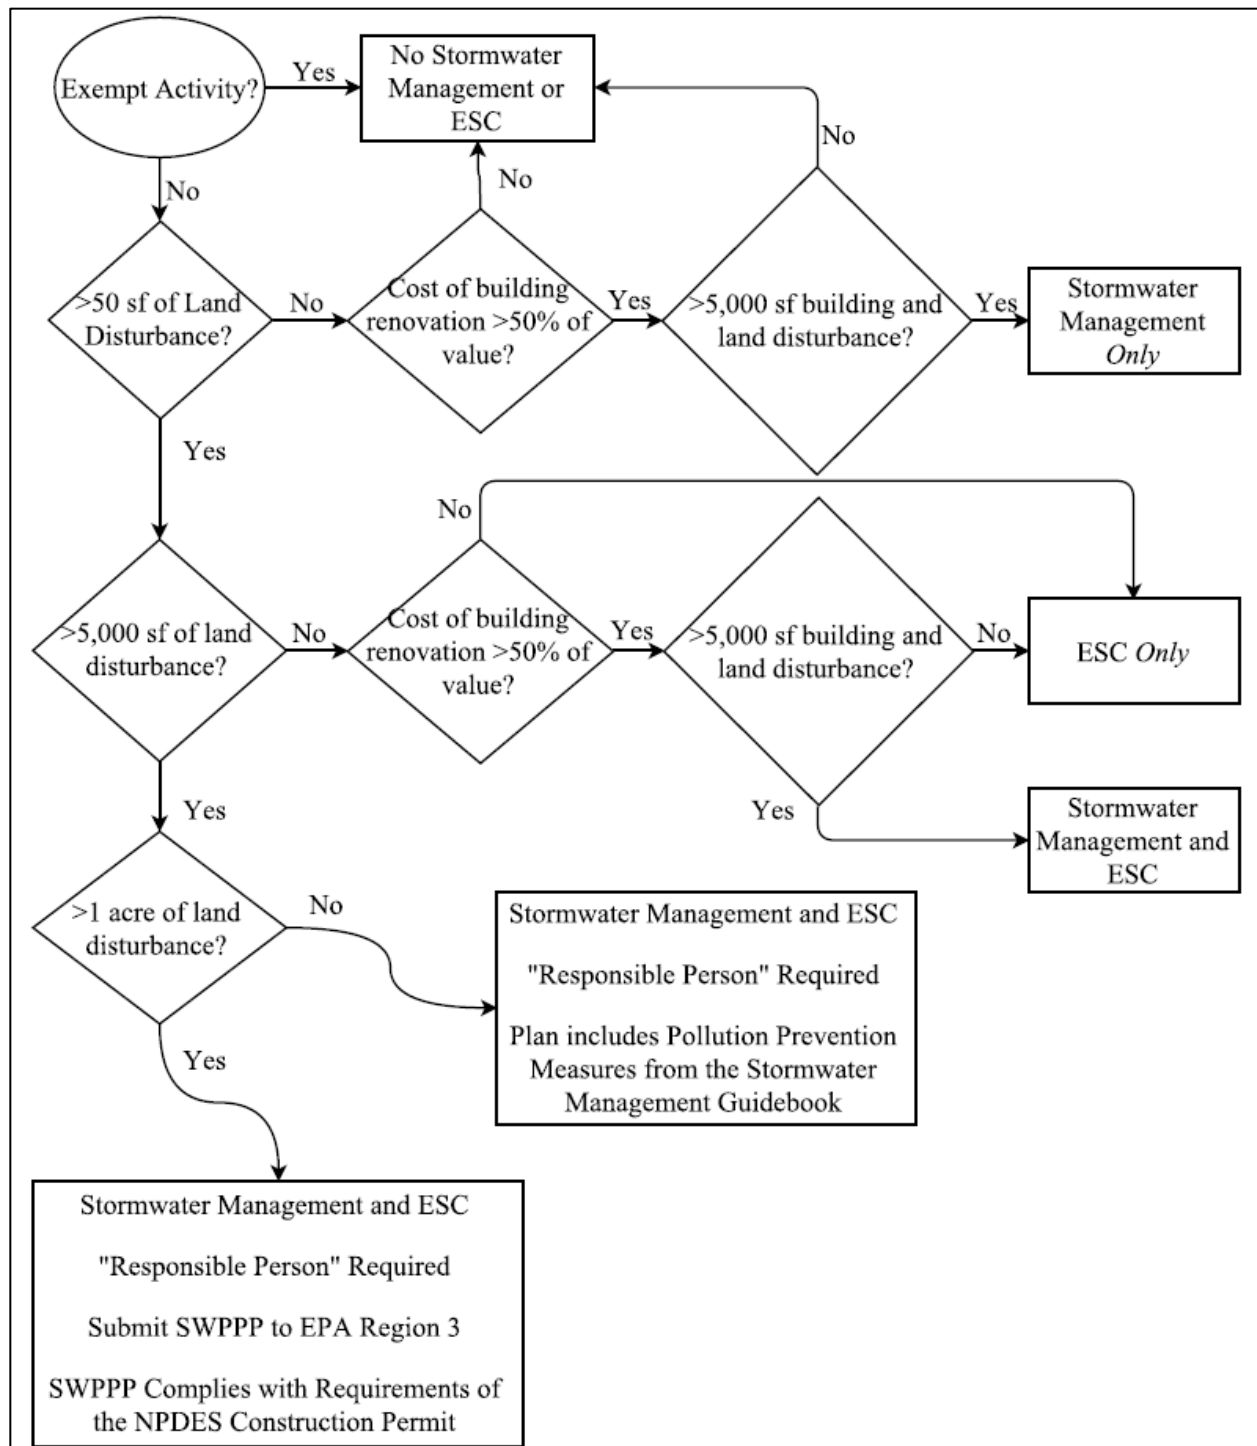 Exempt Activity?
Yes
No Stormwater
Management or
ESC
No
No
No
>50 sf of Land
Disturbance?
No
Cost of building
renovation >50% of
value?
Yes
>5,000 sf building and
land disturbance?
Yes
Stormwater
Management
Only
Yes
No
>5,000 sf of land
disturbance?
No
Cost of building
renovation >50% of
value?
Yes
>5,000 sf building and
land disturbance?
No
ESC Only
Yes
Yes
Stormwater
Management and
ESC
>1 acre of land
disturbance?
No
Stormwater Management and ESC
"Responsible Person" Required
Plan includes Pollution Prevention
Measures from the Stormwater
Management Guidebook
Yes
Stormwater Management and ESC
"Responsible Person" Required
Submit SWPPP to EPA Region 3
SWPPP Complies with Requirements of
the NPDES Construction Permit